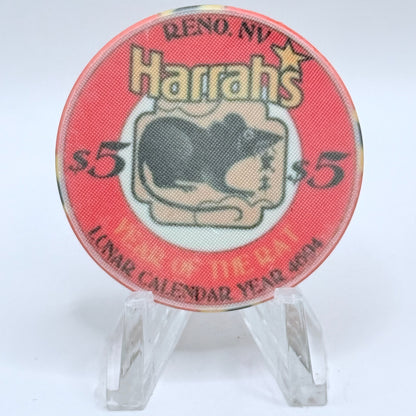 RENO, NV
Harrah's
$5 $5
YEAR OF THE RAT
LUNAR CALENDAR YEAR 4694